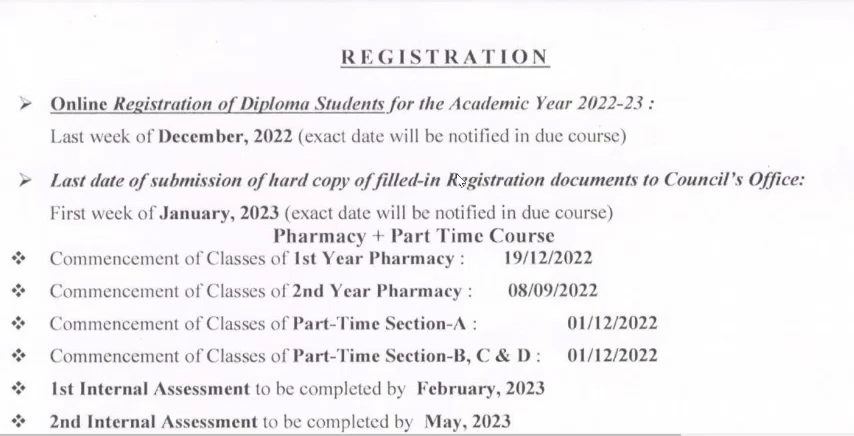 REGISTRATION
Online Registration of Diploma Students for the Academic Year 2022-23 :
Last week of December, 2022 (exact date will be notified in due course)
Last date of submission of hard copy of filled-in Registration documents to Council's Office:
First week of January, 2023 (exact date will be notified in due course)
Pharmacy + Part Time Course
Commencement of Classes of 1st Year Pharmacy : 19/12/2022
Commencement of Classes of 2nd Year Pharmacy : 08/09/2022
Commencement of Classes of Part-Time Section-A : 01/12/2022
Commencement of Classes of Part-Time Section-B, C & D : 01/12/2022
1st Internal Assessment to be completed by February, 2023
2nd Internal Assessment to be completed by May, 2023